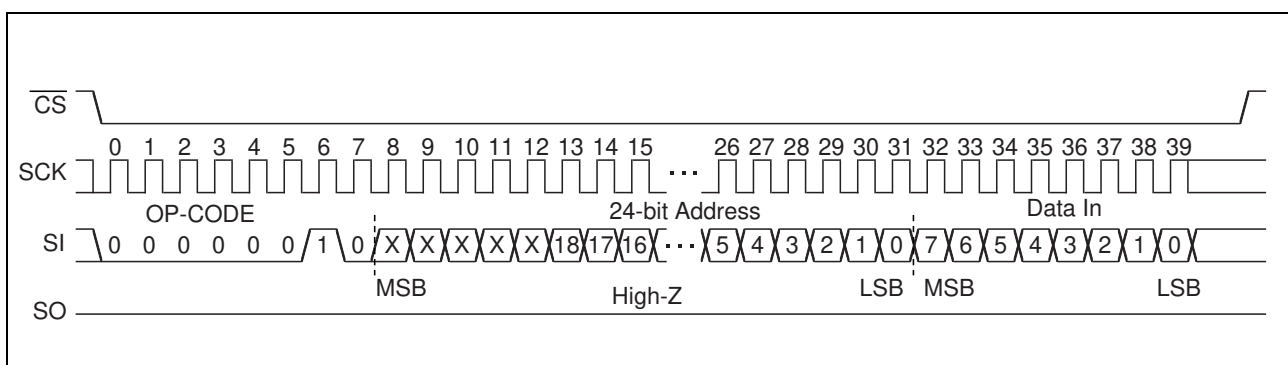 CS
0 1 2 3 4 5 6 7 8 9 10 11 12 13 14 15 26 27 28 29 30 31 32 33 34 35 36 37 38 39
SCK ···
OP-CODE 24-bit Address Data In
SI 0 0 0 0 0 0 1 0 X X X X X 18 17 16 ··· 5 4 3 2 1 0 7 6 5 4 3 2 1 0
MSB High-Z LSB MSB LSB
SO